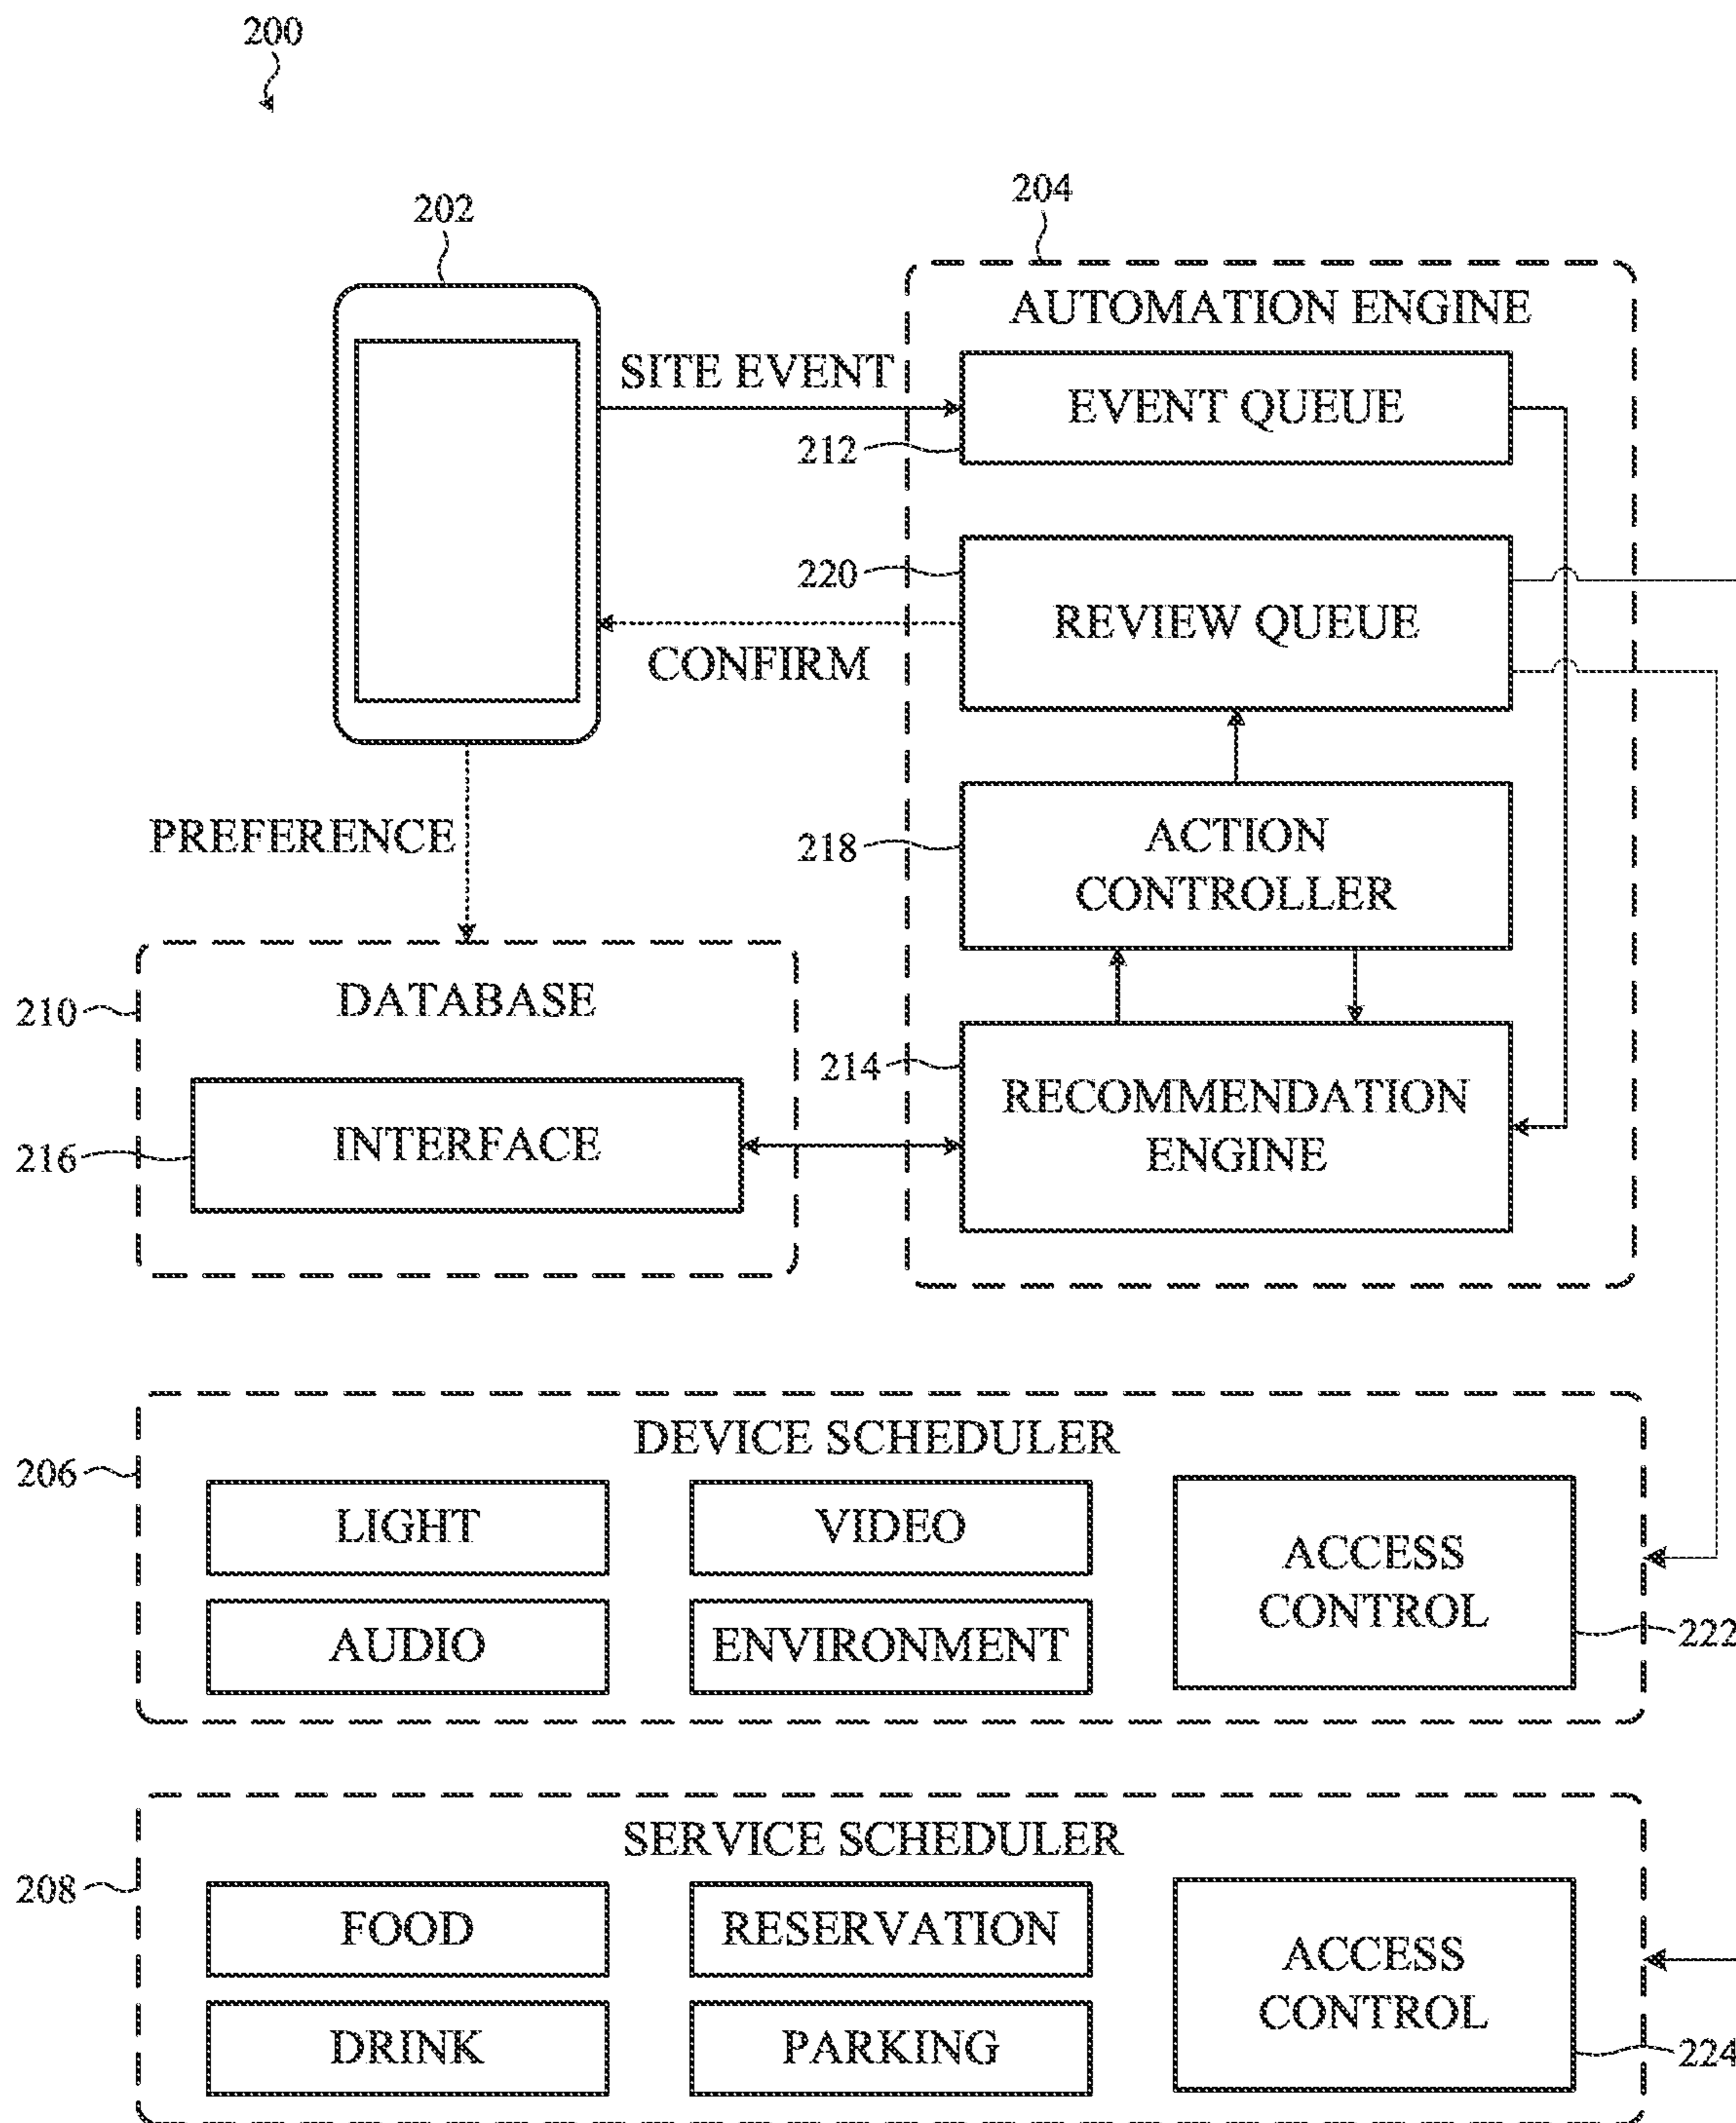 200
202
204
AUTOMATION ENGINE
SITE EVENT
EVENT QUEUE
212
220
REVIEW QUEUE
CONFIRM
PREFERENCE
218
ACTION
CONTROLLER
210
DATABASE
214
RECOMMENDATION
ENGINE
216
INTERFACE
DEVICE SCHEDULER
206
LIGHT
VIDEO
ACCESS
CONTROL
AUDIO
ENVIRONMENT
222
SERVICE SCHEDULER
208
FOOD
RESERVATION
ACCESS
CONTROL
DRINK
PARKING
224